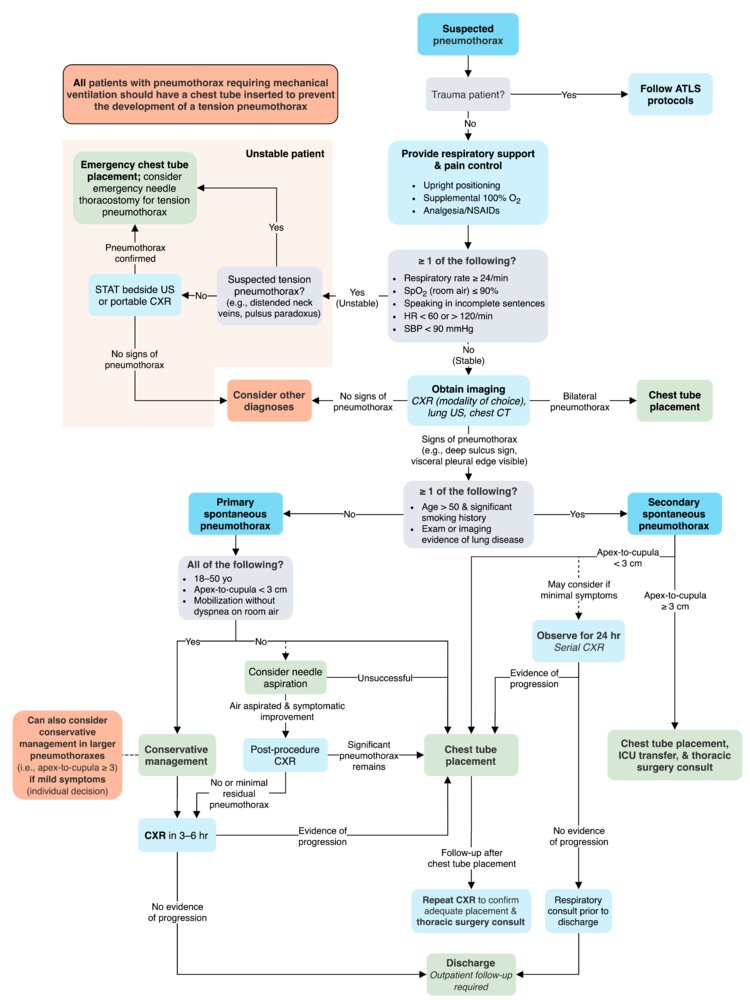 Suspected
pneumothorax
All patients with pneumothorax requiring mechanical
ventilation should have a chest tube inserted to prevent
the development of a tension pneumothorax
Trauma patient?
Yes
Follow ATLS
protocols
No
Unstable patient
Provide respiratory support
& pain control
• Upright positioning
• Supplemental 100% O₂
• Analgesia/NSAIDs
Emergency chest tube
placement; consider
emergency needle
thoracostomy for tension
pneumothorax
Yes
Pneumothorax
confirmed
≥ 1 of the following?
• Respiratory rate ≥ 24/min
• SpO₂ (room air) ≤ 90%
• Speaking in incomplete sentences
• HR < 60 or > 120/min
• SBP < 90 mmHg
Yes
(Unstable)
Suspected tension
pneumothorax?
(e.g., distended neck
veins, pulsus paradoxus)
No
STAT bedside US
or portable CXR
No signs of
pneumothorax
No
(Stable)
Consider other
diagnoses
No signs of
pneumothorax
Obtain imaging
CXR (modality of choice),
lung US, chest CT
Bilateral
pneumothorax
Chest tube
placement
Signs of pneumothorax
(e.g., deep sulcus sign,
visceral pleural edge visible)
≥ 1 of the following?
• Age > 50 & significant
smoking history
• Exam or imaging
evidence of lung disease
No
Yes
Primary
spontaneous
pneumothorax
Secondary
spontaneous
pneumothorax
All of the following?
• 18–50 yo
• Apex-to-cupula < 3 cm
• Mobilization without
dyspnea on room air
Apex-to-cupula
< 3 cm
May consider if
minimal symptoms
Apex-to-cupula
≥ 3 cm
Yes
No
Observe for 24 hr
Serial CXR
Consider needle
aspiration
Unsuccessful
Evidence of
progression
Air aspirated & symptomatic
improvement
Can also consider
conservative
management in larger
pneumothoraxes
(i.e., apex-to-cupula ≥ 3)
if mild symptoms
(individual decision)
Conservative
management
Post-procedure
CXR
Significant
pneumothorax
remains
Chest tube
placement
Chest tube placement,
ICU transfer, & thoracic
surgery consult
No or minimal
residual
pneumothorax
CXR in 3–6 hr
Evidence of
progression
No evidence of
progression
Follow-up after
chest tube placement
No evidence
of progression
Repeat CXR to confirm
adequate placement &
thoracic surgery consult
Respiratory
consult prior to
discharge
Discharge
Outpatient follow-up
required